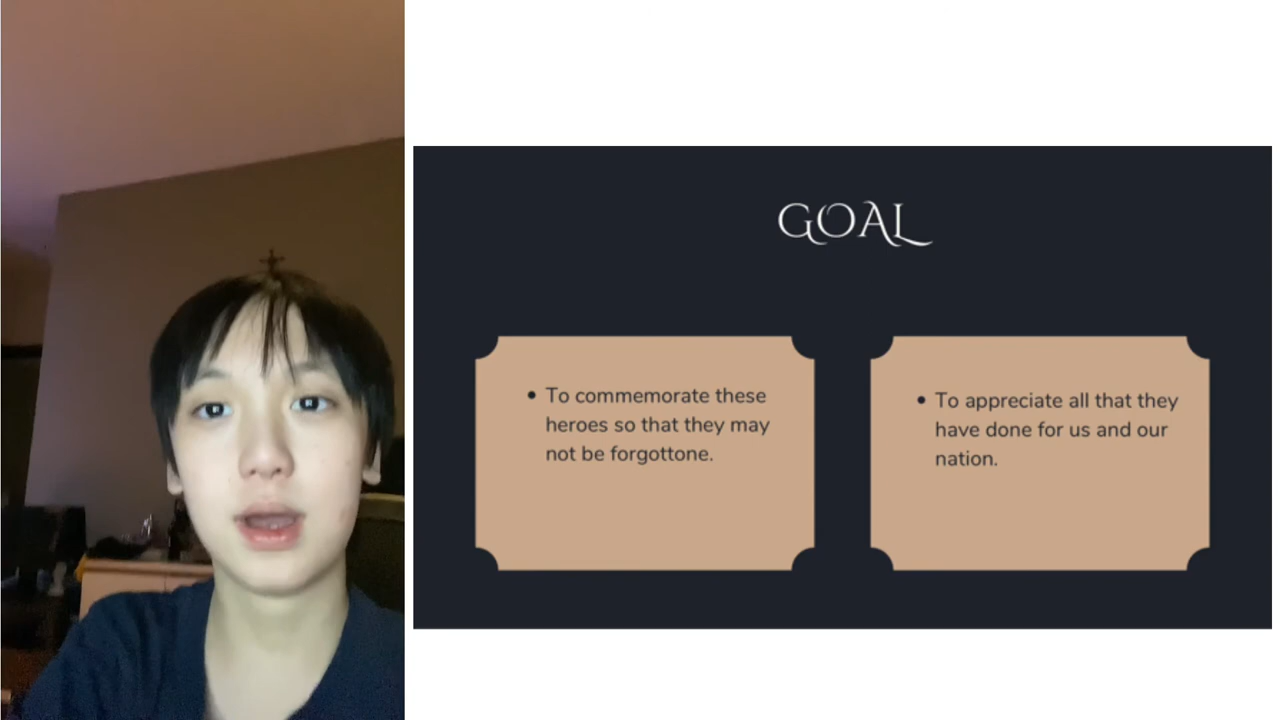 GOAL
• To commemorate these
heroes so that they may
not be forgottone.
• To appreciate all that they
have done for us and our
nation.